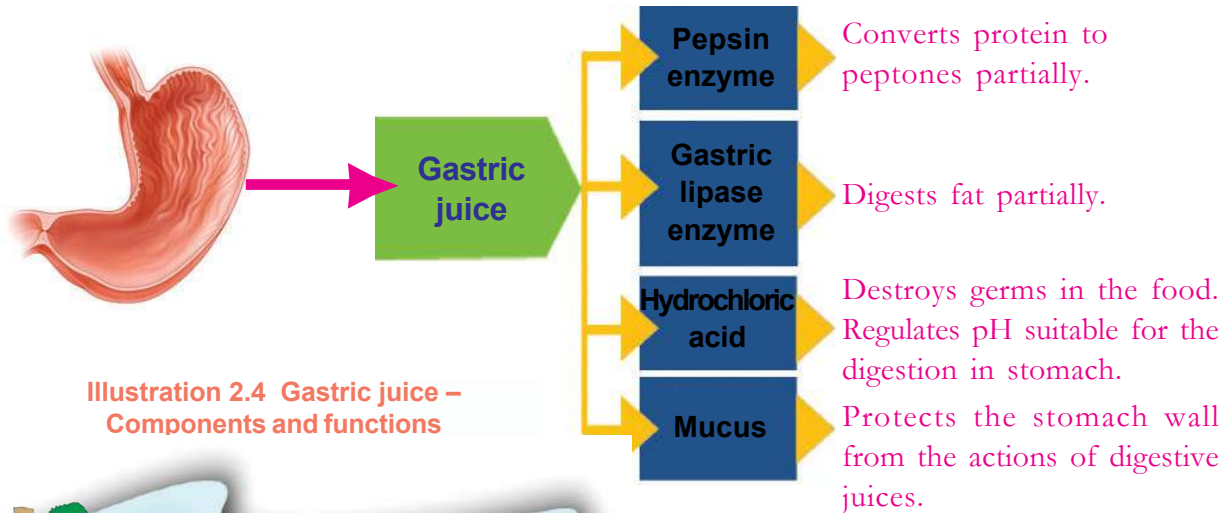 Gastric
juice
Pepsin
enzyme
Converts protein to
peptones partially.
Gastric
lipase
enzyme
Digests fat partially.
Hydrochloric
acid
Destroys germs in the food.
Regulates pH suitable for the
digestion in stomach.
Mucus
Protects the stomach wall
from the actions of digestive
juices.
Illustration 2.4 Gastric juice –
Components and functions